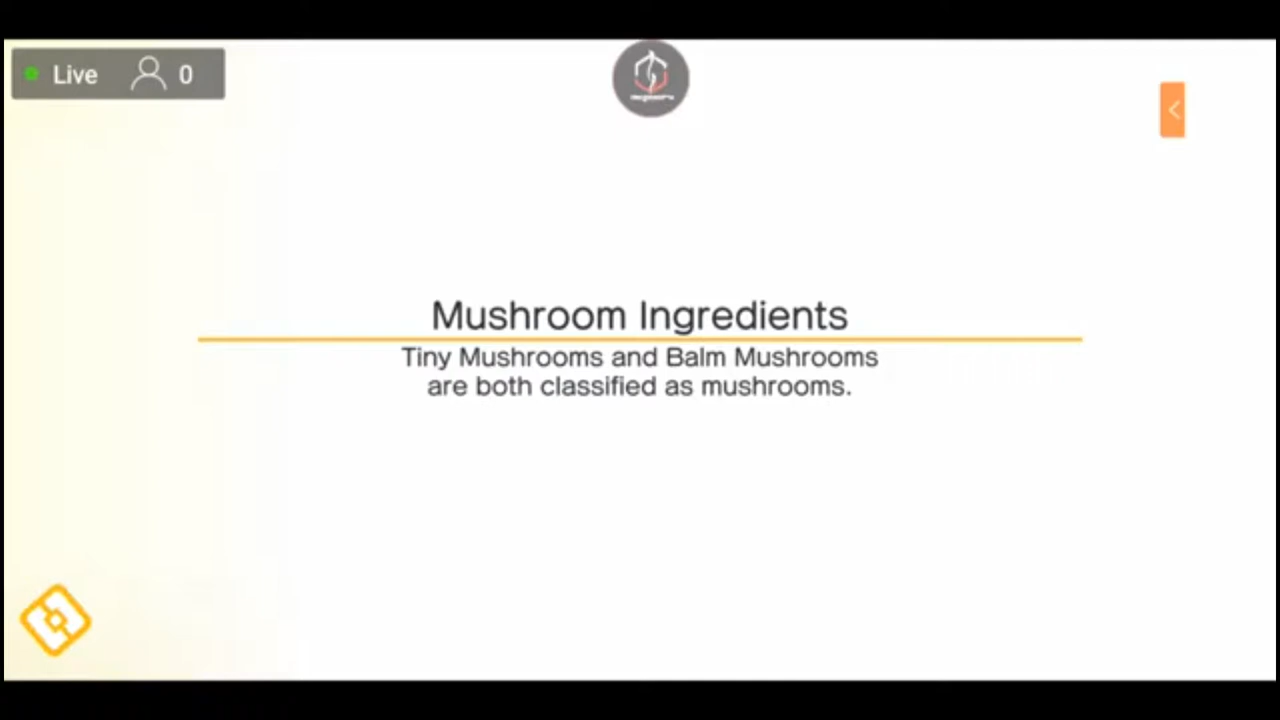 Live 0
Mushroom Ingredients
Tiny Mushrooms and Balm Mushrooms
are both classified as mushrooms.